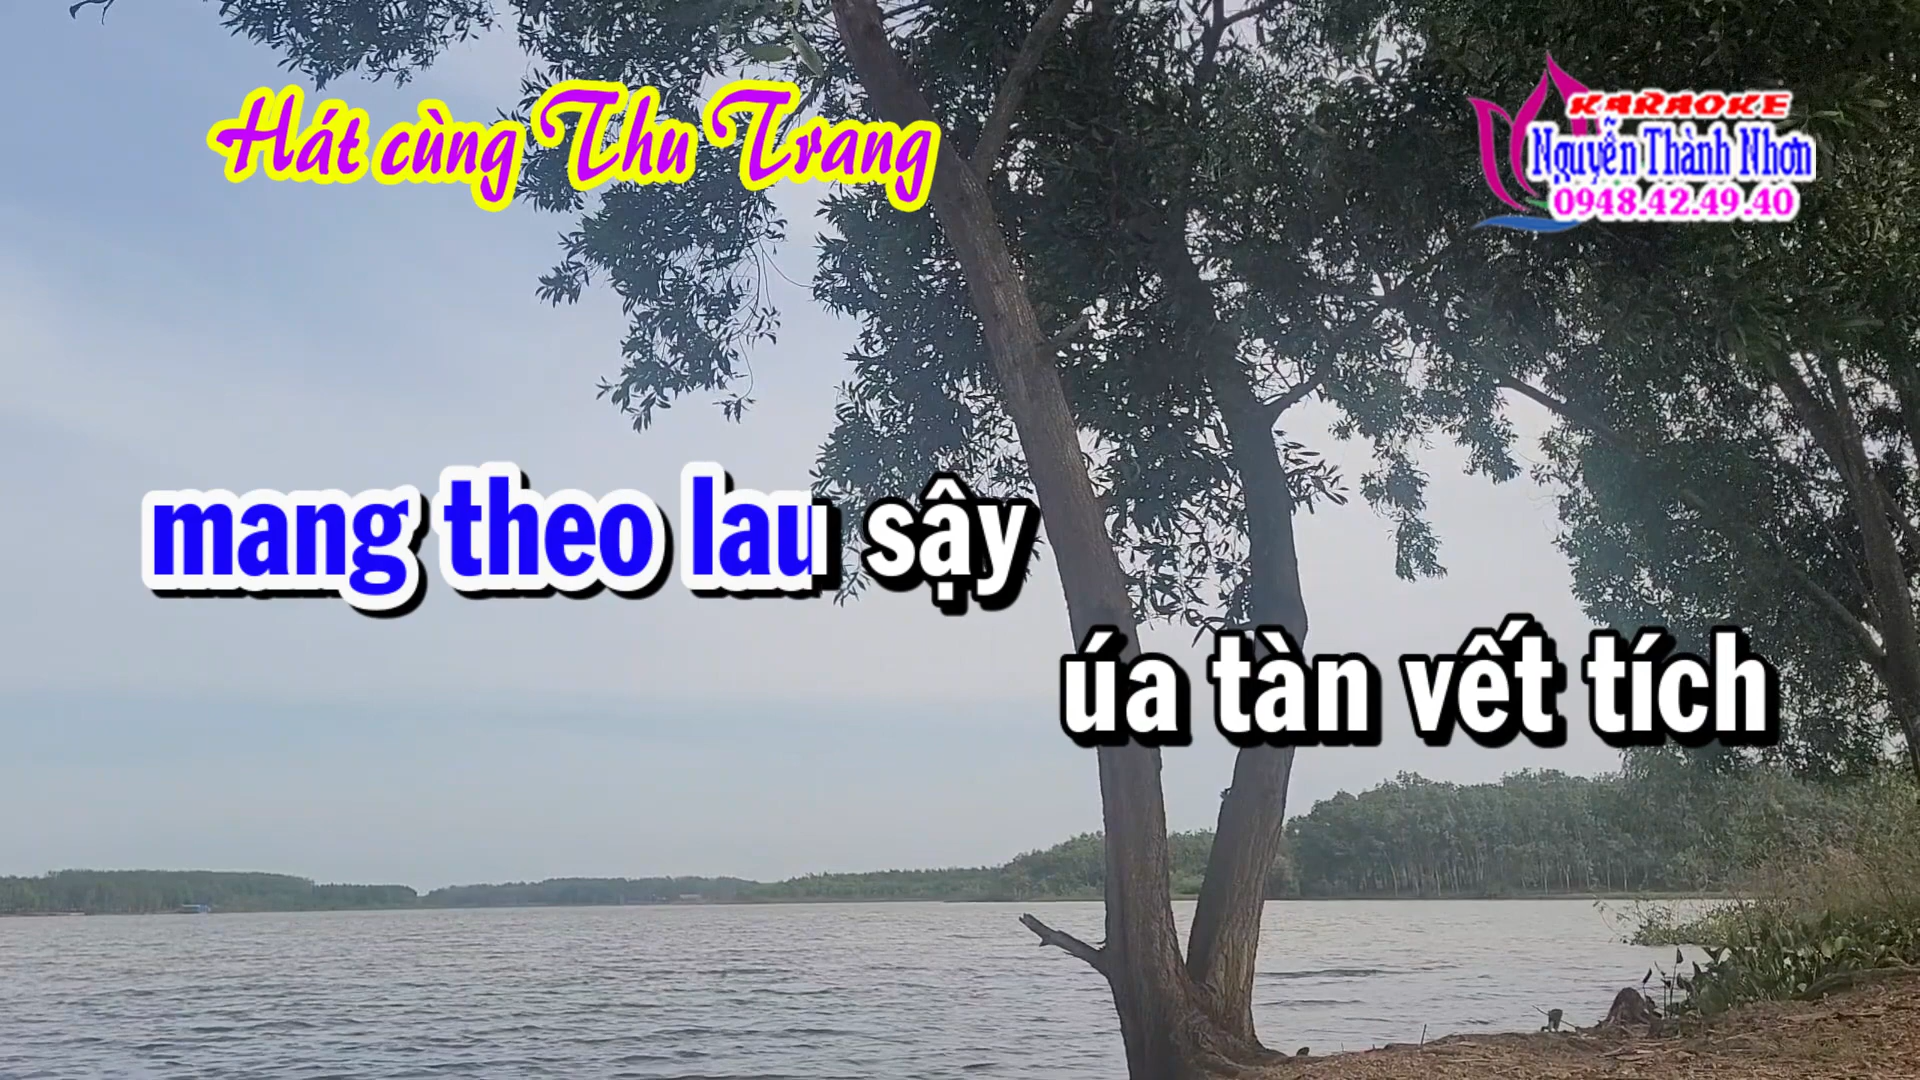 Hát cùng Thu Trang
KARAOKE
Nguyễn Thành Nhơn
0948.42.49.40
mang theo lau sậy
úa tàn vết tích